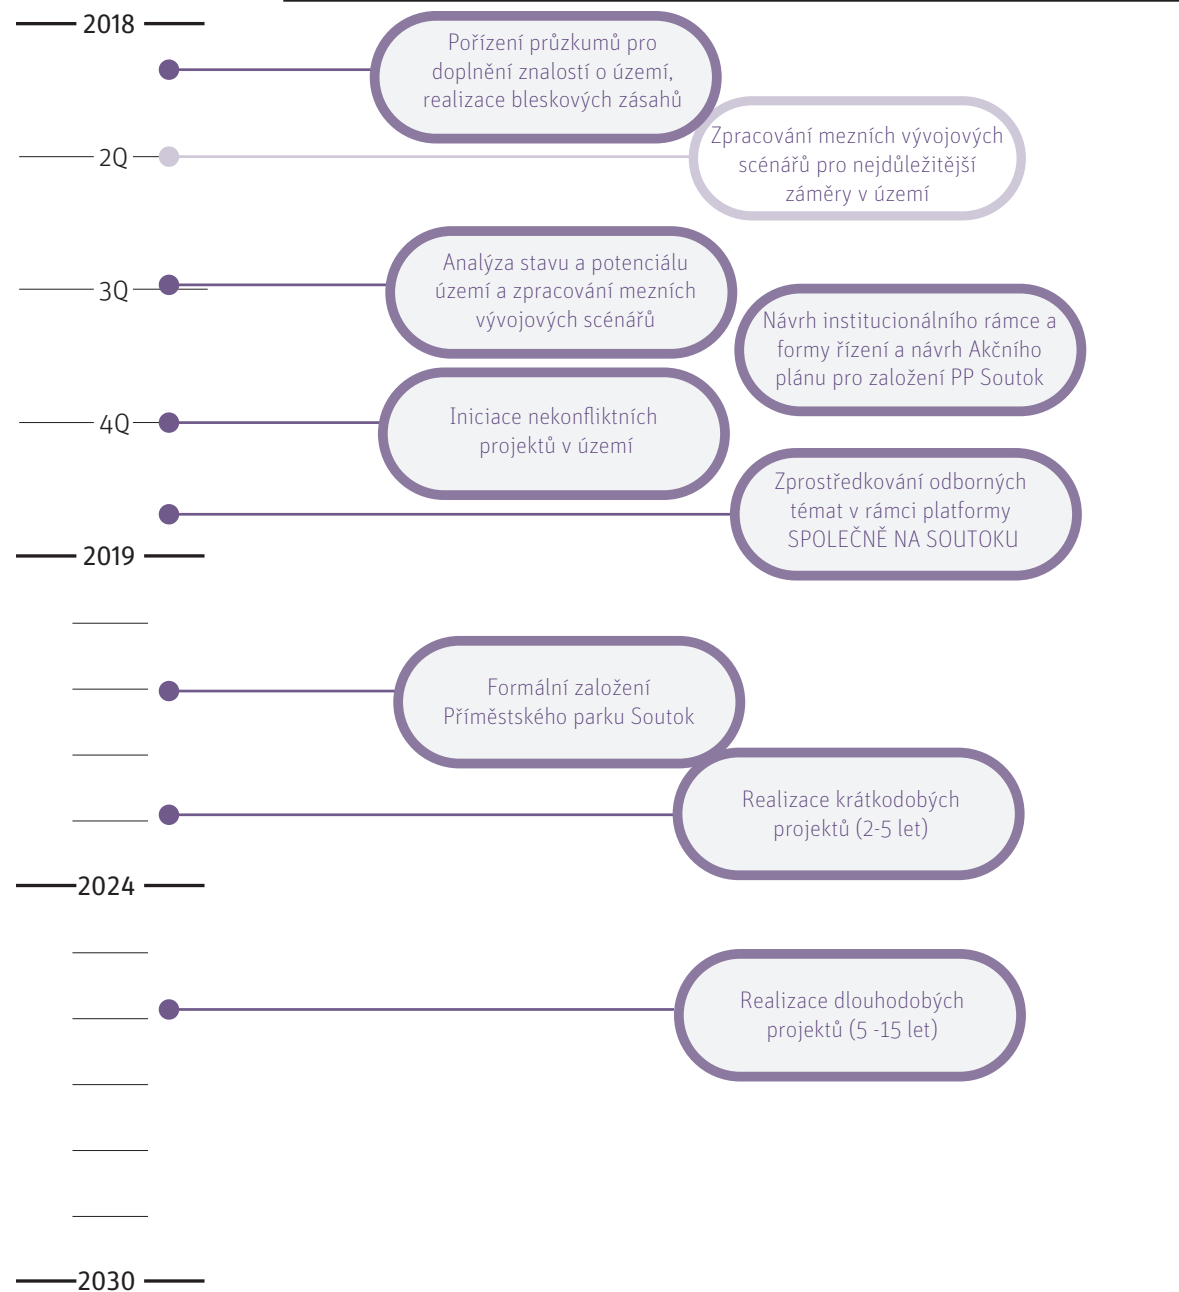 2018
Pořízení průzkumů pro
doplnění znalostí o území,
realizace bleskových zásahů
2Q
Zpracování mezních vývojových
scénářů pro nejdůležitější
záměry v území
3Q
Analýza stavu a potenciálu
území a zpracování mezních
vývojových scénářů
Návrh institucionálního rámce a
formy řízení a návrh Akčního
plánu pro založení PP Soutok
4Q
Iniciace nekonfliktních
projektů v území
Zprostředkování odborných
témat v rámci platformy
SPOLEČNĚ NA SOUTOKU
2019
Formální založení
Příměstského parku Soutok
Realizace krátkodobých
projektů (2-5 let)
2024
Realizace dlouhodobých
projektů (5 -15 let)
2030